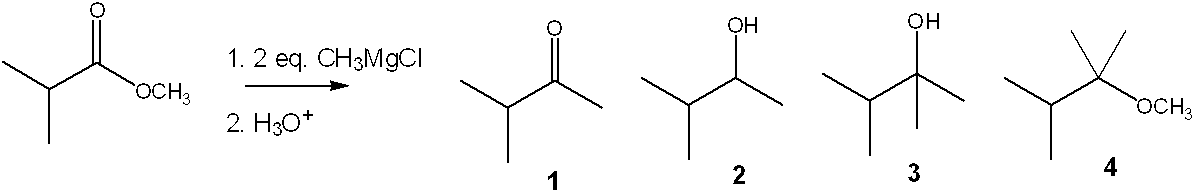 O
OCH3
1. 2 eq. CH3MgCl
2. H3O+
O
1
OH
2
OH
3
OCH3
4